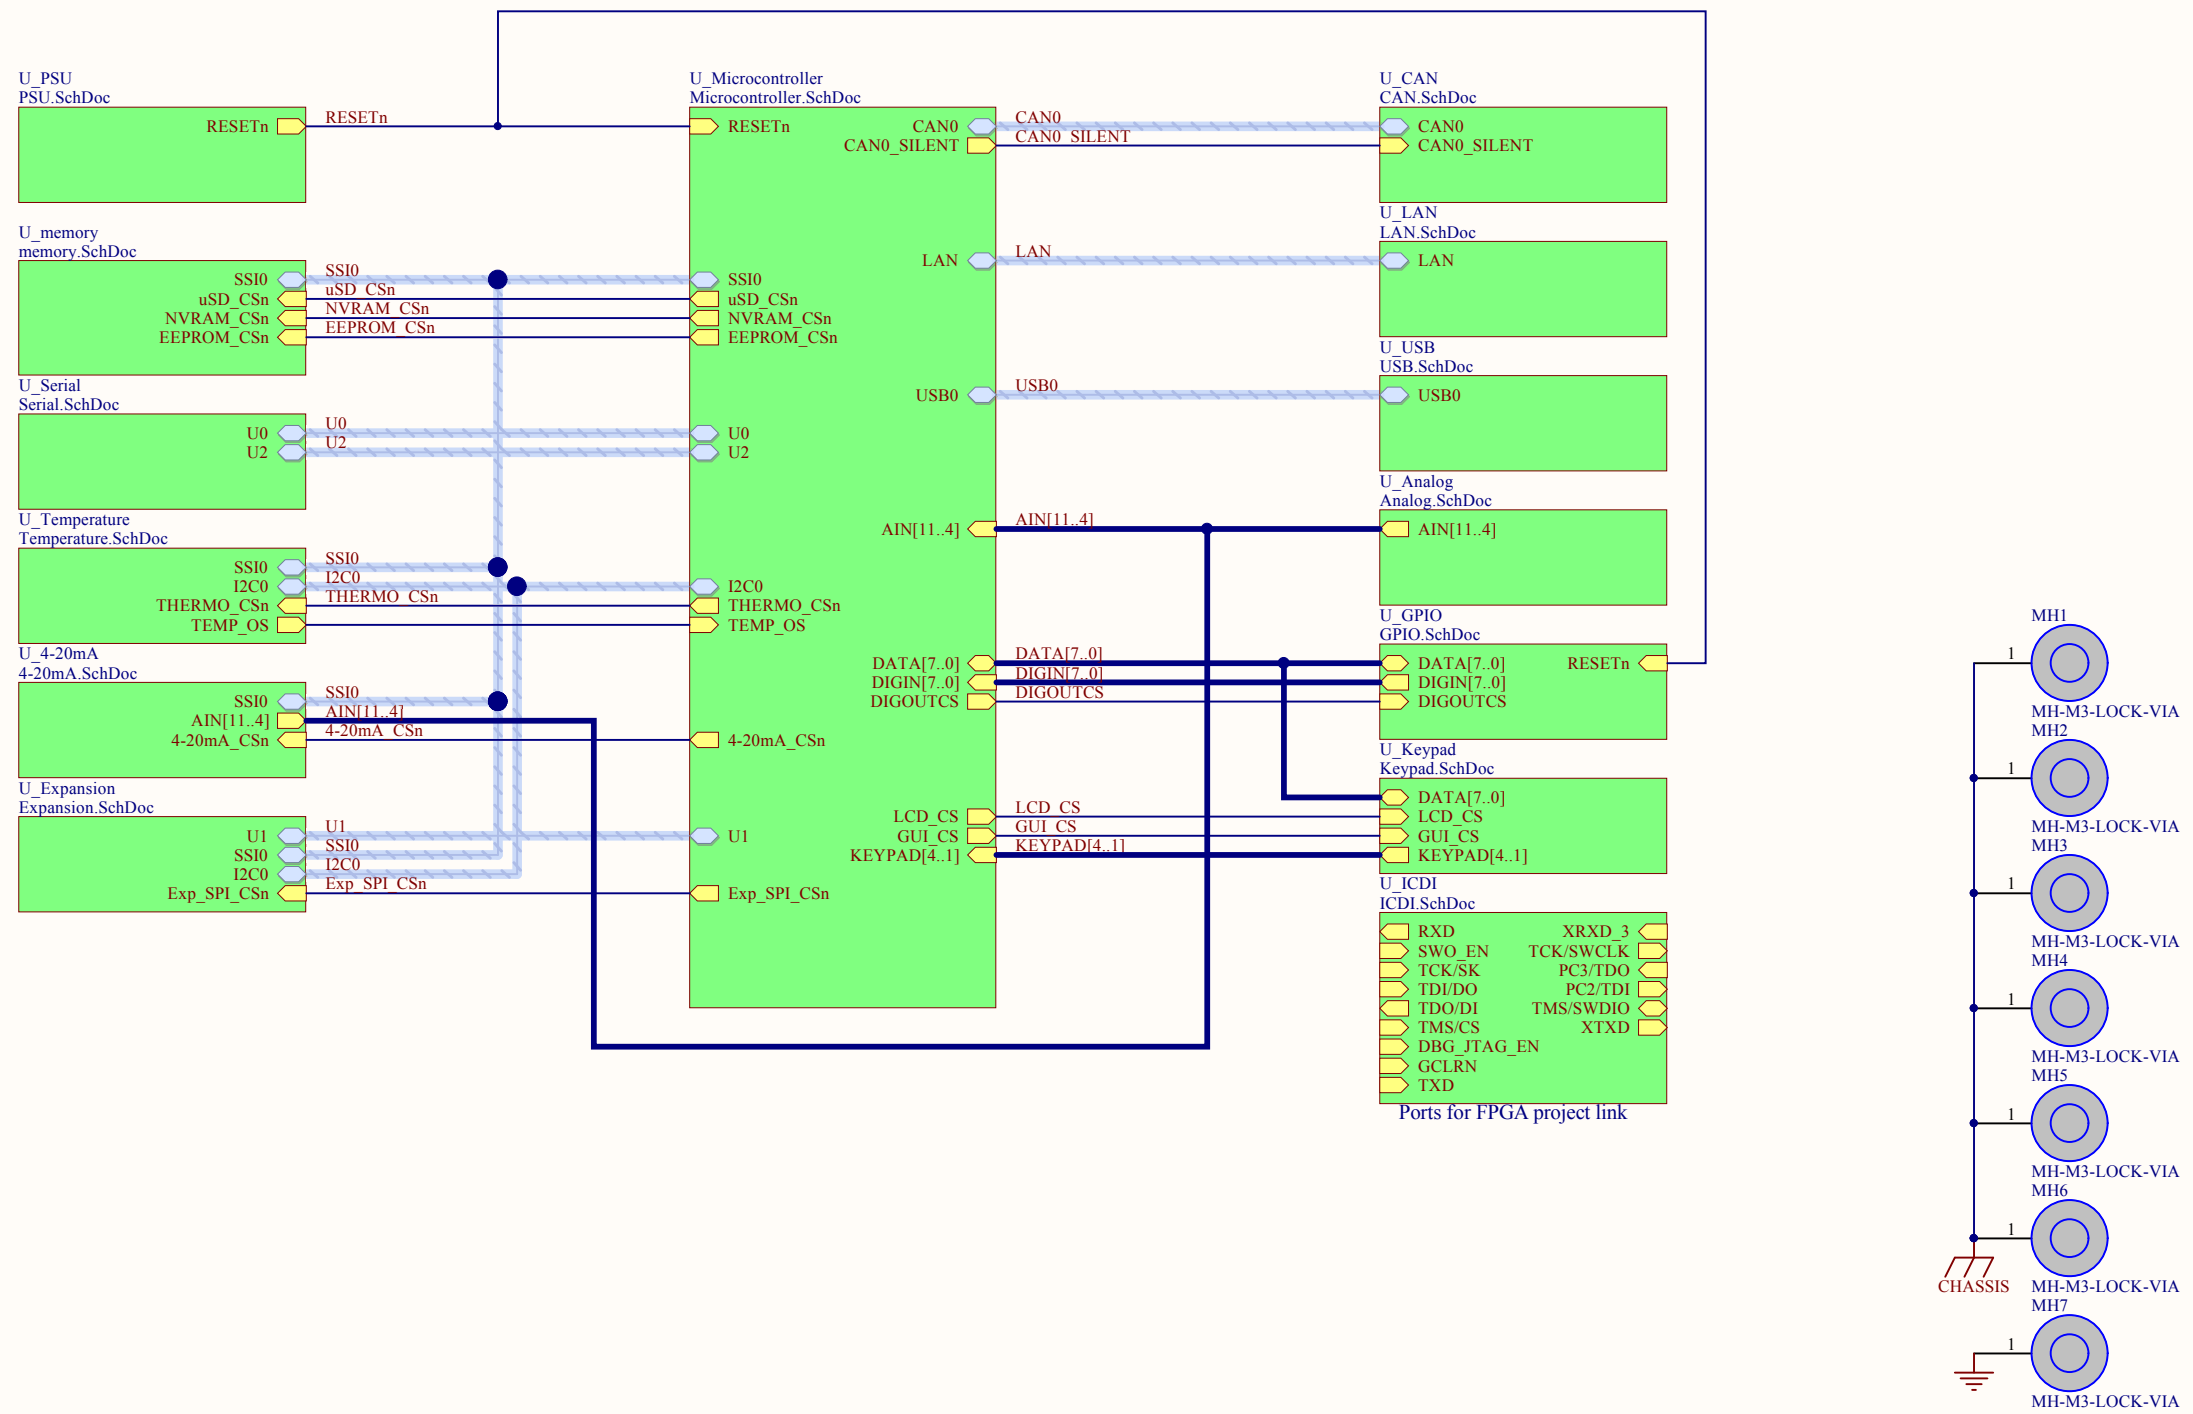 U_PSU
PSU.SchDoc
RESETn
RESETn
U_memory
memory.SchDoc
SSI0
SSI0
uSD_CSn
uSD_CSn
NVRAM_CSn
NVRAM_CSn
EEPROM_CSn
EEPROM_CSn
U_Serial
Serial.SchDoc
U0
U0
U2
U2
U_Temperature
Temperature.SchDoc
SSI0
SSI0
I2C0
I2C0
THERMO_CSn
THERMO_CSn
TEMP_OS
U_4-20mA
4-20mA.SchDoc
SSI0
SSI0
AIN[11..4]
AIN[11..4]
4-20mA_CSn
4-20mA_CSn
U_Expansion
Expansion.SchDoc
U1
U1
SSI0
SSI0
I2C0
I2C0
Exp_SPI_CSn
Exp_SPI_CSn
U_Microcontroller
Microcontroller.SchDoc
RESETn
SSI0
uSD_CSn
NVRAM_CSn
EEPROM_CSn
U0
U2
I2C0
THERMO_CSn
TEMP_OS
4-20mA_CSn
U1
Exp_SPI_CSn
CAN0
CAN0_SILENT
LAN
USB0
AIN[11..4]
DATA[7..0]
DIGIN[7..0]
DIGOUTCS
LCD_CS
GUI_CS
KEYPAD[4..1]
CAN0
CAN0_SILENT
LAN
USB0
AIN[11..4]
DATA[7..0]
DIGIN[7..0]
DIGOUTCS
LCD_CS
GUI_CS
KEYPAD[4..1]
U_CAN
CAN.SchDoc
CAN0
CAN0_SILENT
U_LAN
LAN.SchDoc
LAN
U_USB
USB.SchDoc
USB0
U_Analog
Analog.SchDoc
AIN[11..4]
U_GPIO
GPIO.SchDoc
DATA[7..0]
RESETn
DIGIN[7..0]
DIGOUTCS
U_Keypad
Keypad.SchDoc
DATA[7..0]
LCD_CS
GUI_CS
KEYPAD[4..1]
U_ICDI
ICDI.SchDoc
RXD
XRXD_3
SWO_EN
TCK/SWCLK
TCK/SK
PC3/TDO
TDI/DO
PC2/TDI
TDO/DI
TMS/SWDIO
TMS/CS
XTXD
DBG_JTAG_EN
GCLRN
TXD
Ports for FPGA project link
MH1
1
MH-M3-LOCK-VIA
MH2
1
MH-M3-LOCK-VIA
MH3
1
MH-M3-LOCK-VIA
MH4
1
MH-M3-LOCK-VIA
MH5
1
MH-M3-LOCK-VIA
MH6
1
CHASSIS
MH-M3-LOCK-VIA
MH7
1
MH-M3-LOCK-VIA